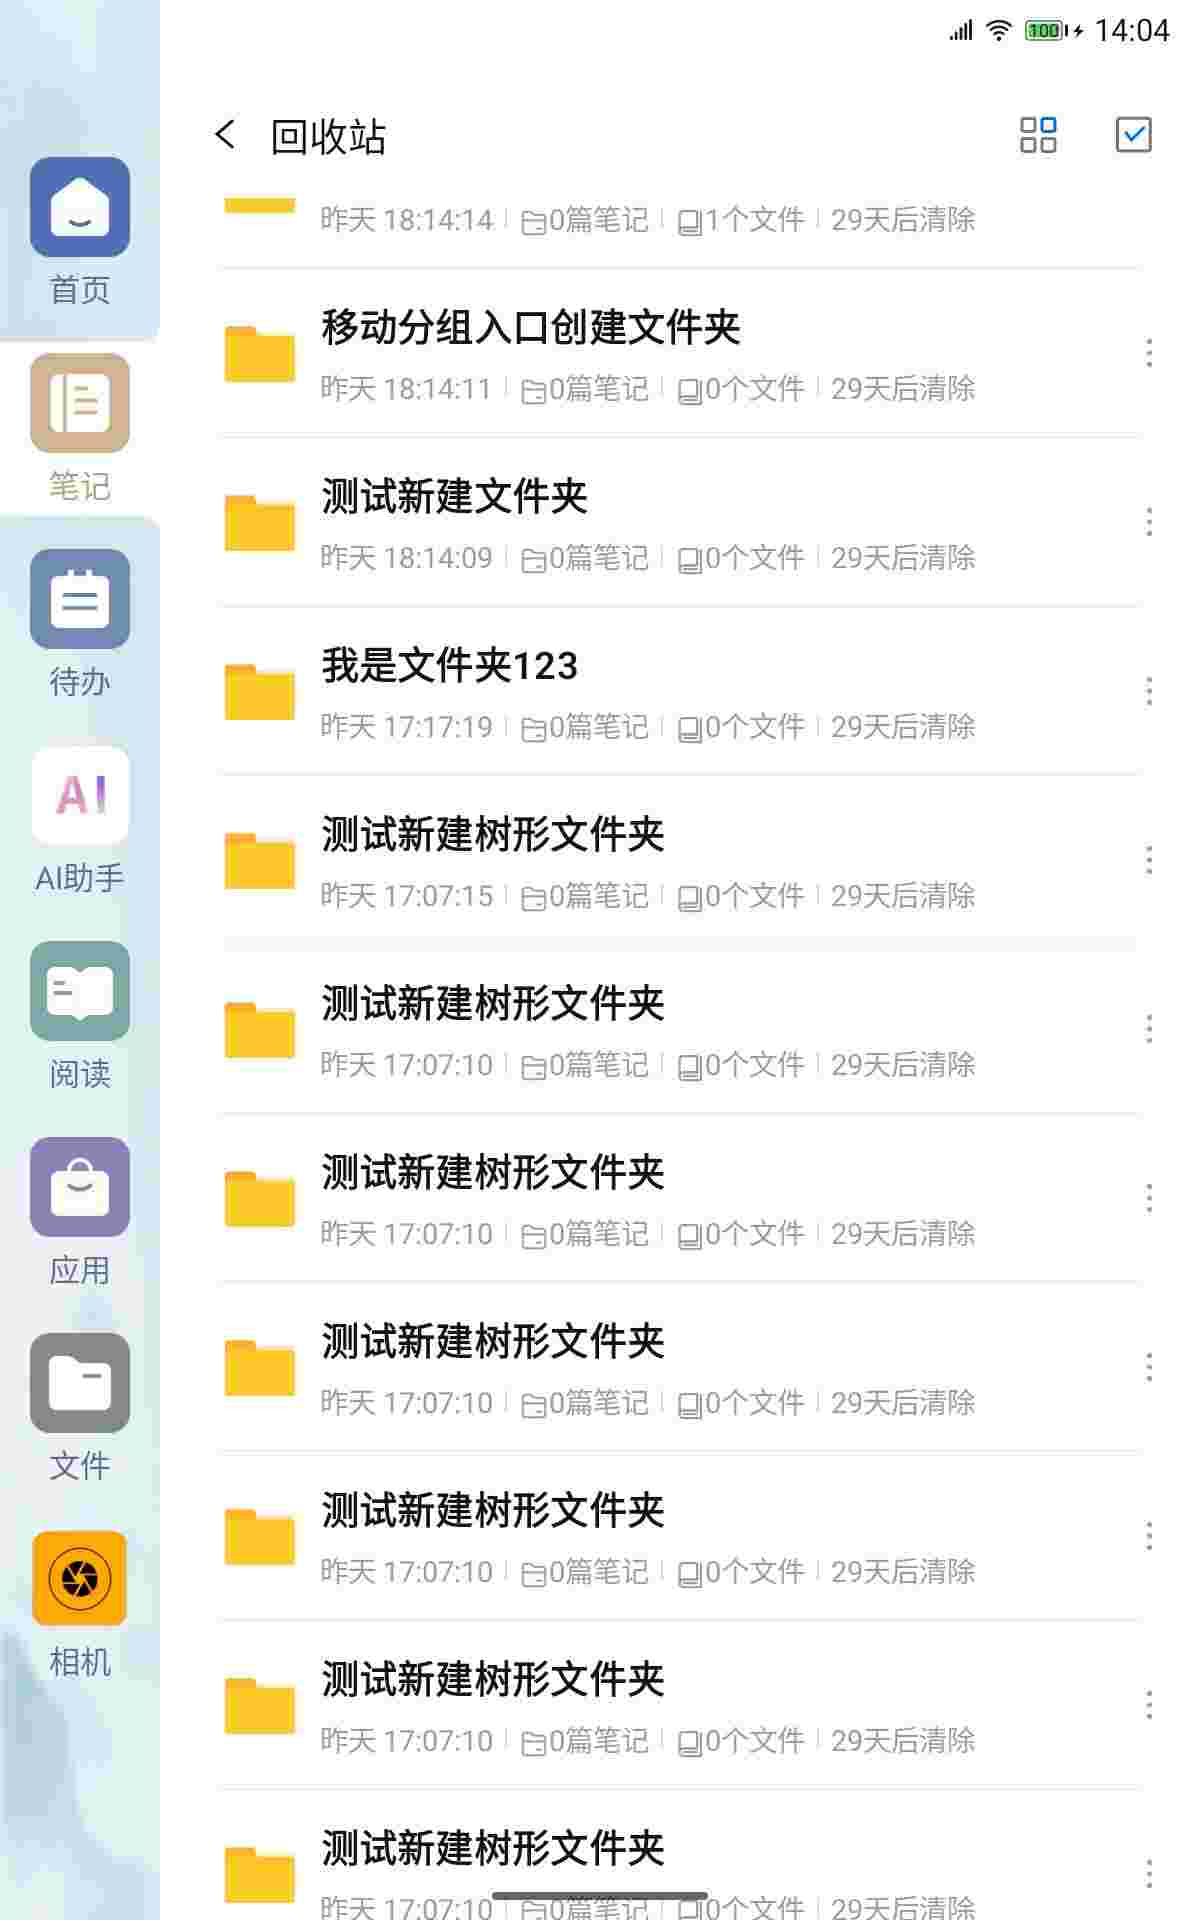 100 14:04
回收站
昨天 18:14:14 0篇笔记 1个文件 29天后清除
移动分组入口创建文件夹
昨天 18:14:11 0篇笔记 0个文件 29天后清除
测试新建文件夹
昨天 18:14:09 0篇笔记 0个文件 29天后清除
我是文件夹123
昨天 17:17:19 0篇笔记 0个文件 29天后清除
测试新建树形文件夹
昨天 17:07:15 0篇笔记 0个文件 29天后清除
测试新建树形文件夹
昨天 17:07:10 0篇笔记 0个文件 29天后清除
测试新建树形文件夹
昨天 17:07:10 0篇笔记 0个文件 29天后清除
测试新建树形文件夹
昨天 17:07:10 0篇笔记 0个文件 29天后清除
测试新建树形文件夹
昨天 17:07:10 0篇笔记 0个文件 29天后清除
测试新建树形文件夹
昨天 17:07:10 0篇笔记 0个文件 29天后清除
测试新建树形文件夹
昨天 17:07:10 0篇笔记 0个文件 29天后清除
首页
笔记
待办
AI
AI助手
阅读
应用
文件
相机